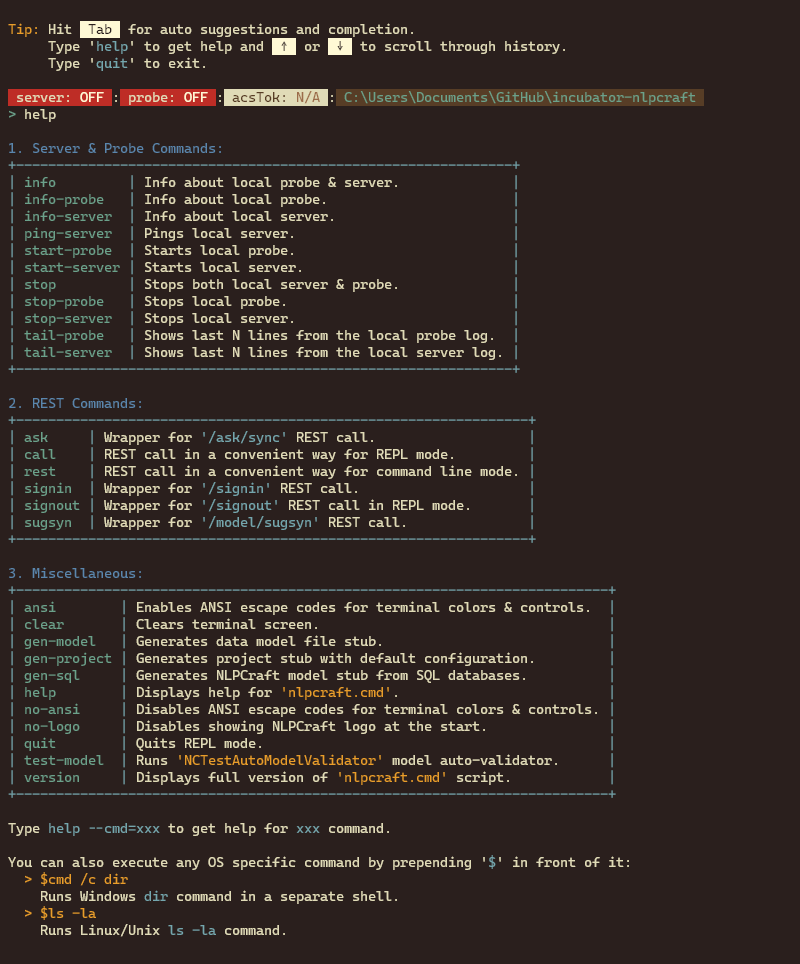 Tip: Hit Tab for auto suggestions and completion.
Type 'help' to get help and ↑ or ↓ to scroll through history.
Type 'quit' to exit.
server: OFF : probe: OFF : acsTok: N/A : C:\Users\Documents\GitHub\incubator-nlpcraft
> help
1. Server & Probe Commands:
+--------------------------------------------------------------+
| info         | Info about local probe & server.              |
| info-probe   | Info about local probe.                       |
| info-server  | Info about local server.                      |
| ping-server  | Pings local server.                           |
| start-probe  | Starts local probe.                           |
| start-server | Starts local server.                          |
| stop         | Stops both local server & probe.              |
| stop-probe   | Stops local probe.                            |
| stop-server  | Stops local server.                           |
| tail-probe   | Shows last N lines from the local probe log.  |
| tail-server  | Shows last N lines from the local server log. |
+--------------------------------------------------------------+
2. REST Commands:
+----------------------------------------------------------------+
| ask     | Wrapper for '/ask/sync' REST call.                   |
| call    | REST call in a convenient way for REPL mode.         |
| rest    | REST call in a convenient way for command line mode. |
| signin  | Wrapper for '/signin' REST call.                     |
| signout | Wrapper for '/signout' REST call in REPL mode.       |
| sugsyn  | Wrapper for '/model/sugsyn' REST call.               |
+----------------------------------------------------------------+
3. Miscellaneous:
+--------------------------------------------------------------------------+
| ansi        | Enables ANSI escape codes for terminal colors & controls.  |
| clear       | Clears terminal screen.                                    |
| gen-model   | Generates data model file stub.                            |
| gen-project | Generates project stub with default configuration.         |
| gen-sql     | Generates NLPCraft model stub from SQL databases.          |
| help        | Displays help for 'nlpcraft.cmd'.                          |
| no-ansi     | Disables ANSI escape codes for terminal colors & controls. |
| no-logo     | Disables showing NLPCraft logo at the start.               |
| quit        | Quits REPL mode.                                           |
| test-model  | Runs 'NCTestAutoModelValidator' model auto-validator.      |
| version     | Displays full version of 'nlpcraft.cmd' script.            |
+--------------------------------------------------------------------------+
Type help --cmd=xxx to get help for xxx command.
You can also execute any OS specific command by prepending '$' in front of it:
> $cmd /c dir
Runs Windows dir command in a separate shell.
> $ls -la
Runs Linux/Unix ls -la command.